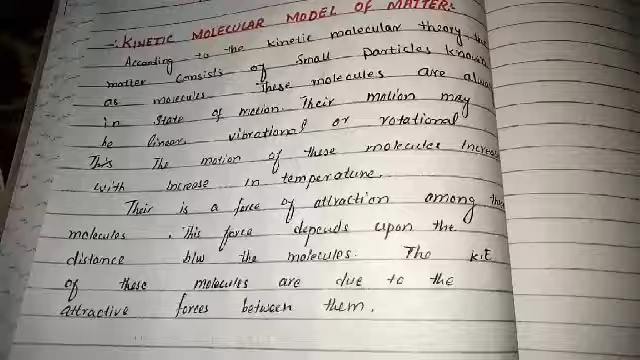 -: KINETIC MOLECULAR MODEL OF MATTER:
According to the kinetic molecular theory, the
matter consists of small particles known
as molecules. These molecules are alwa
in state of motion. Their motion may
be linear, vibrational or rotational
The motion of these molecules increas
with increase in temperature.
Their is a force of attraction among the
molecules. This force depends upon the
distance b/w the molecules. The K.E
of these molecules are due to the
attractive forces between them.